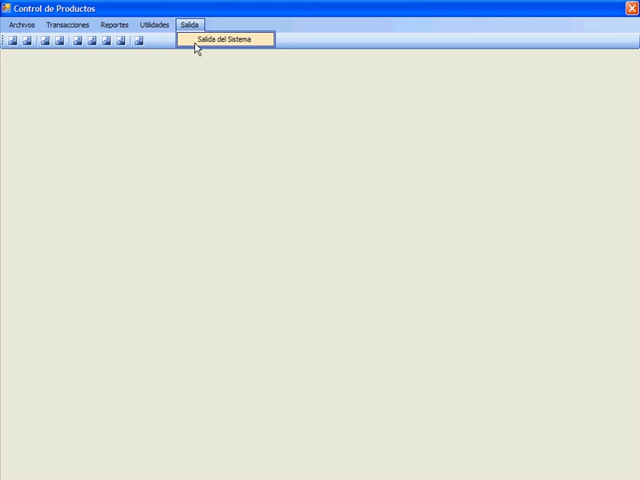 Control de Productos
Archivos Transacciones Reportes Utilidades Salida
Salida del Sistema